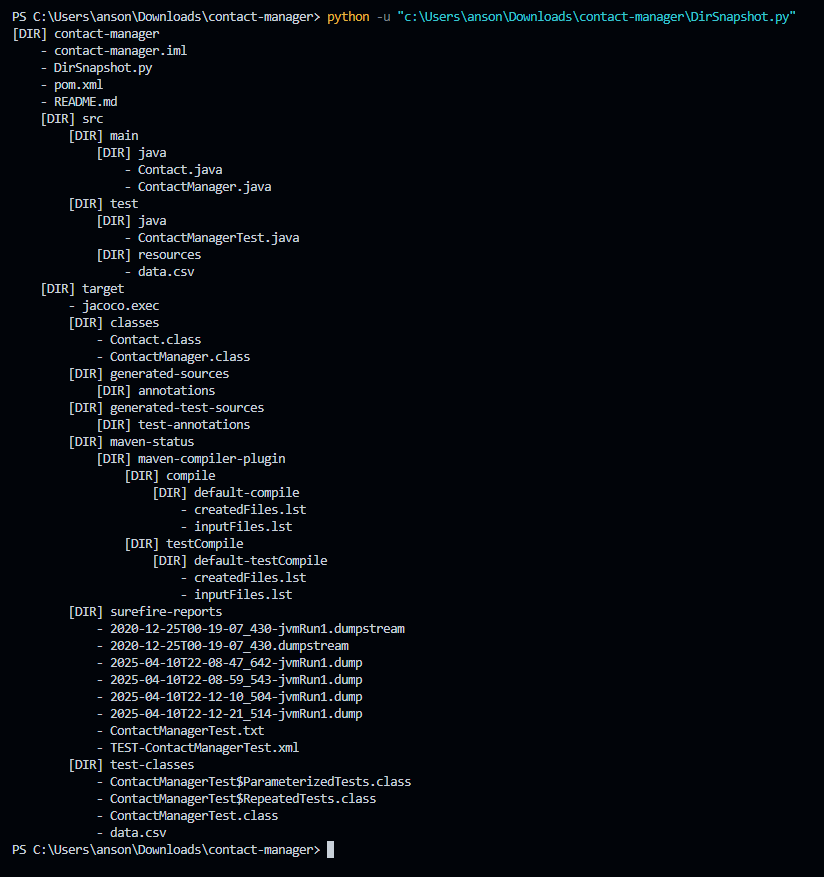 PS C:\Users\anson\Downloads\contact-manager> python -u "c:\Users\anson\Downloads\contact-manager\DirSnapshot.py"
[DIR] contact-manager
    - contact-manager.iml
    - DirSnapshot.py
    - pom.xml
    - README.md
    [DIR] src
        [DIR] main
            [DIR] java
                - Contact.java
                - ContactManager.java
        [DIR] test
            [DIR] java
                - ContactManagerTest.java
            [DIR] resources
                - data.csv
    [DIR] target
        - jacoco.exec
        [DIR] classes
            - Contact.class
            - ContactManager.class
        [DIR] generated-sources
            [DIR] annotations
        [DIR] generated-test-sources
            [DIR] test-annotations
        [DIR] maven-status
            [DIR] maven-compiler-plugin
                [DIR] compile
                    [DIR] default-compile
                        - createdFiles.lst
                        - inputFiles.lst
                [DIR] testCompile
                    [DIR] default-testCompile
                        - createdFiles.lst
                        - inputFiles.lst
        [DIR] surefire-reports
            - 2020-12-25T00-19-07_430-jvmRun1.dumpstream
            - 2020-12-25T00-19-07_430.dumpstream
            - 2025-04-10T22-08-47_642-jvmRun1.dump
            - 2025-04-10T22-08-59_543-jvmRun1.dump
            - 2025-04-10T22-12-10_504-jvmRun1.dump
            - 2025-04-10T22-12-21_514-jvmRun1.dump
            - ContactManagerTest.txt
            - TEST-ContactManagerTest.xml
        [DIR] test-classes
            - ContactManagerTest$ParameterizedTests.class
            - ContactManagerTest$RepeatedTests.class
            - ContactManagerTest.class
            - data.csv
PS C:\Users\anson\Downloads\contact-manager>